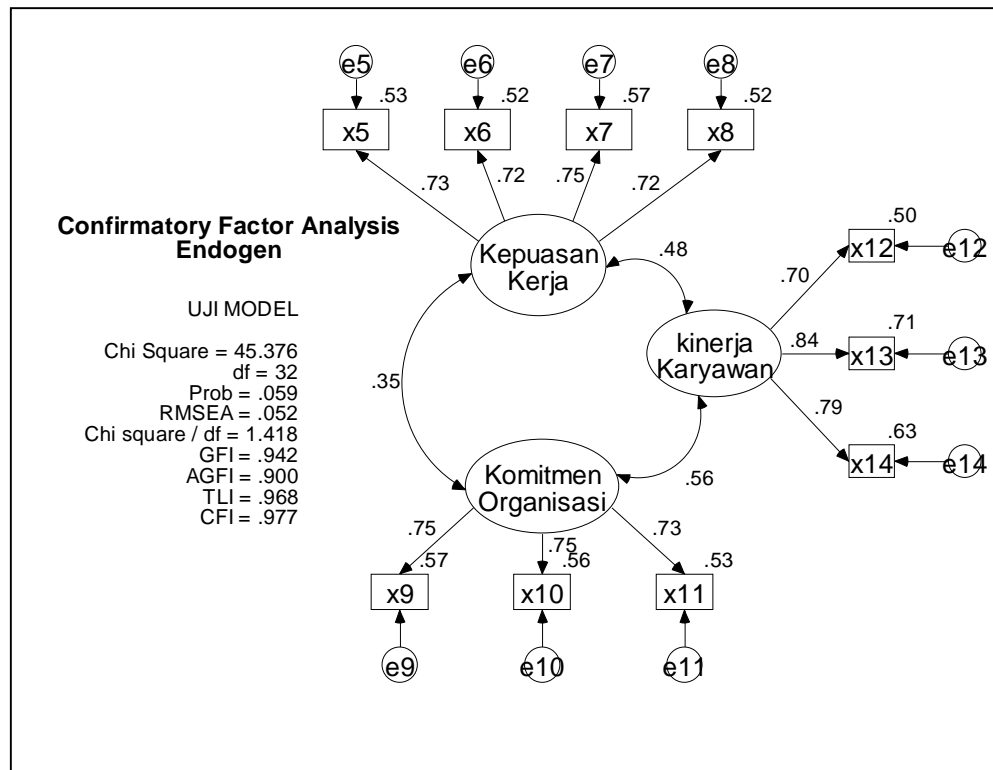 e5 e6 e7 e8
.53 .52 .57 .52
x5 x6 x7 x8
.73 .72 .75 .72
Confirmatory Factor Analysis
Endogen
UJI MODEL
Chi Square = 45.376
df = 32
Prob = .059
RMSEA = .052
Chi square / df = 1.418
GFI = .942
AGFI = .900
TLI = .968
CFI = .977
Kepuasan
Kerja
.48
.35
kinerja
Karyawan
.50
x12 e12
.70
.71
.84 x13 e13
.79
.63
x14 e14
.56
Komitmen
Organisasi
.75 .75 .73
.57 .56 .53
x9 x10 x11
e9 e10 e11